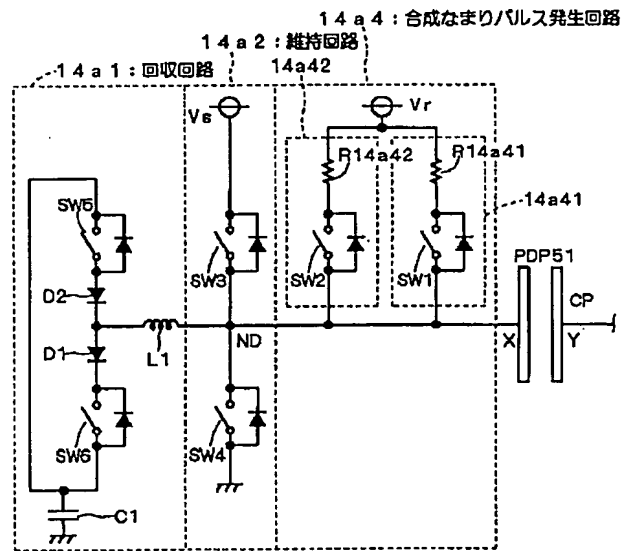 14a4:合成なまりパルス発生回路
14a2:維持回路
14a1:回収回路
14a42
Vs
Vr
R14a42
R14a41
14a41
SW5
SW3
SW2
SW1
PDP51
D2
CP
L1
ND
X
Y
D1
SW6
SW4
C1